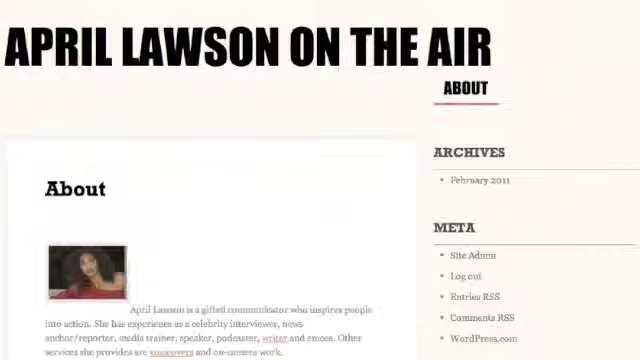 APRIL LAWSON ON THE AIR
ABOUT
About
April Lawson is a gifted communicator who inspires people
into action. She has experience as a celebrity interviewer, news
anchor/reporter, media trainer, speaker, podcaster, writer and emcee. Other
services she provides are voiceovers and on-camera work.
ARCHIVES
• February 2011
META
• Site Admin
• Log out
• Entries RSS
• Comments RSS
• WordPress.com